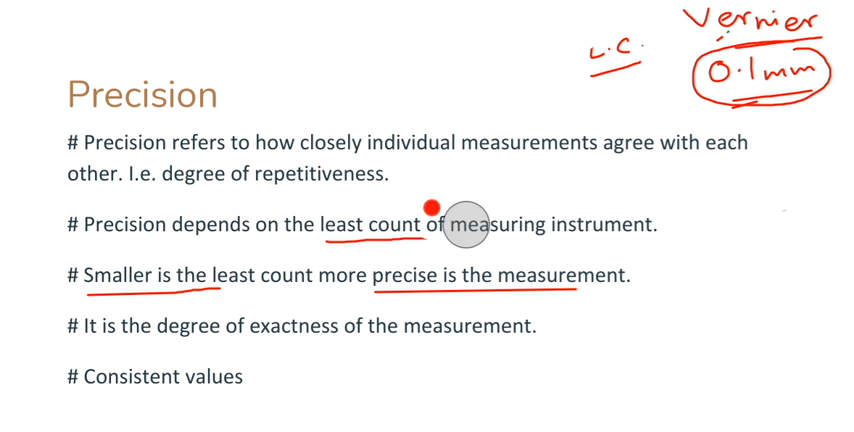 Vernier
L.C.
0.1mm
Precision
# Precision refers to how closely individual measurements agree with each
other. I.e. degree of repetitiveness.
# Precision depends on the least count of measuring instrument.
# Smaller is the least count more precise is the measurement.
# It is the degree of exactness of the measurement.
# Consistent values